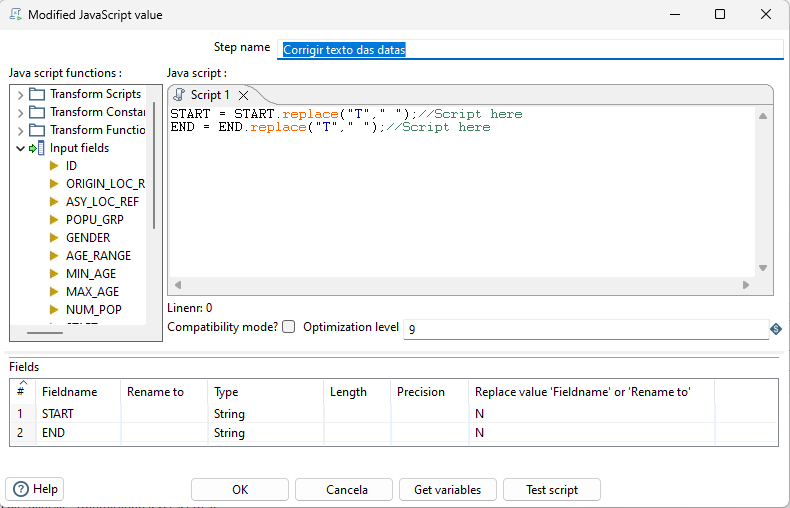 Modified JavaScript value
Step name Corrigir texto das datas
Java script functions : Java script :
Transform Scripts
Transform Constar
Transform Functio
Input fields
ID
ORIGIN_LOC_R
ASY_LOC_REF
POPU_GRP
GENDER
AGE_RANGE
MIN_AGE
MAX_AGE
NUM_POP
Script 1
START = START.replace("T"," ");//Script here
END = END.replace("T"," ");//Script here
Linenr: 0
Compatibility mode? Optimization level 9
Fields
# Fieldname Rename to Type Length Precision Replace value 'Fieldname' or 'Rename to'
1 START String N
2 END String N
Help OK Cancela Get variables Test script